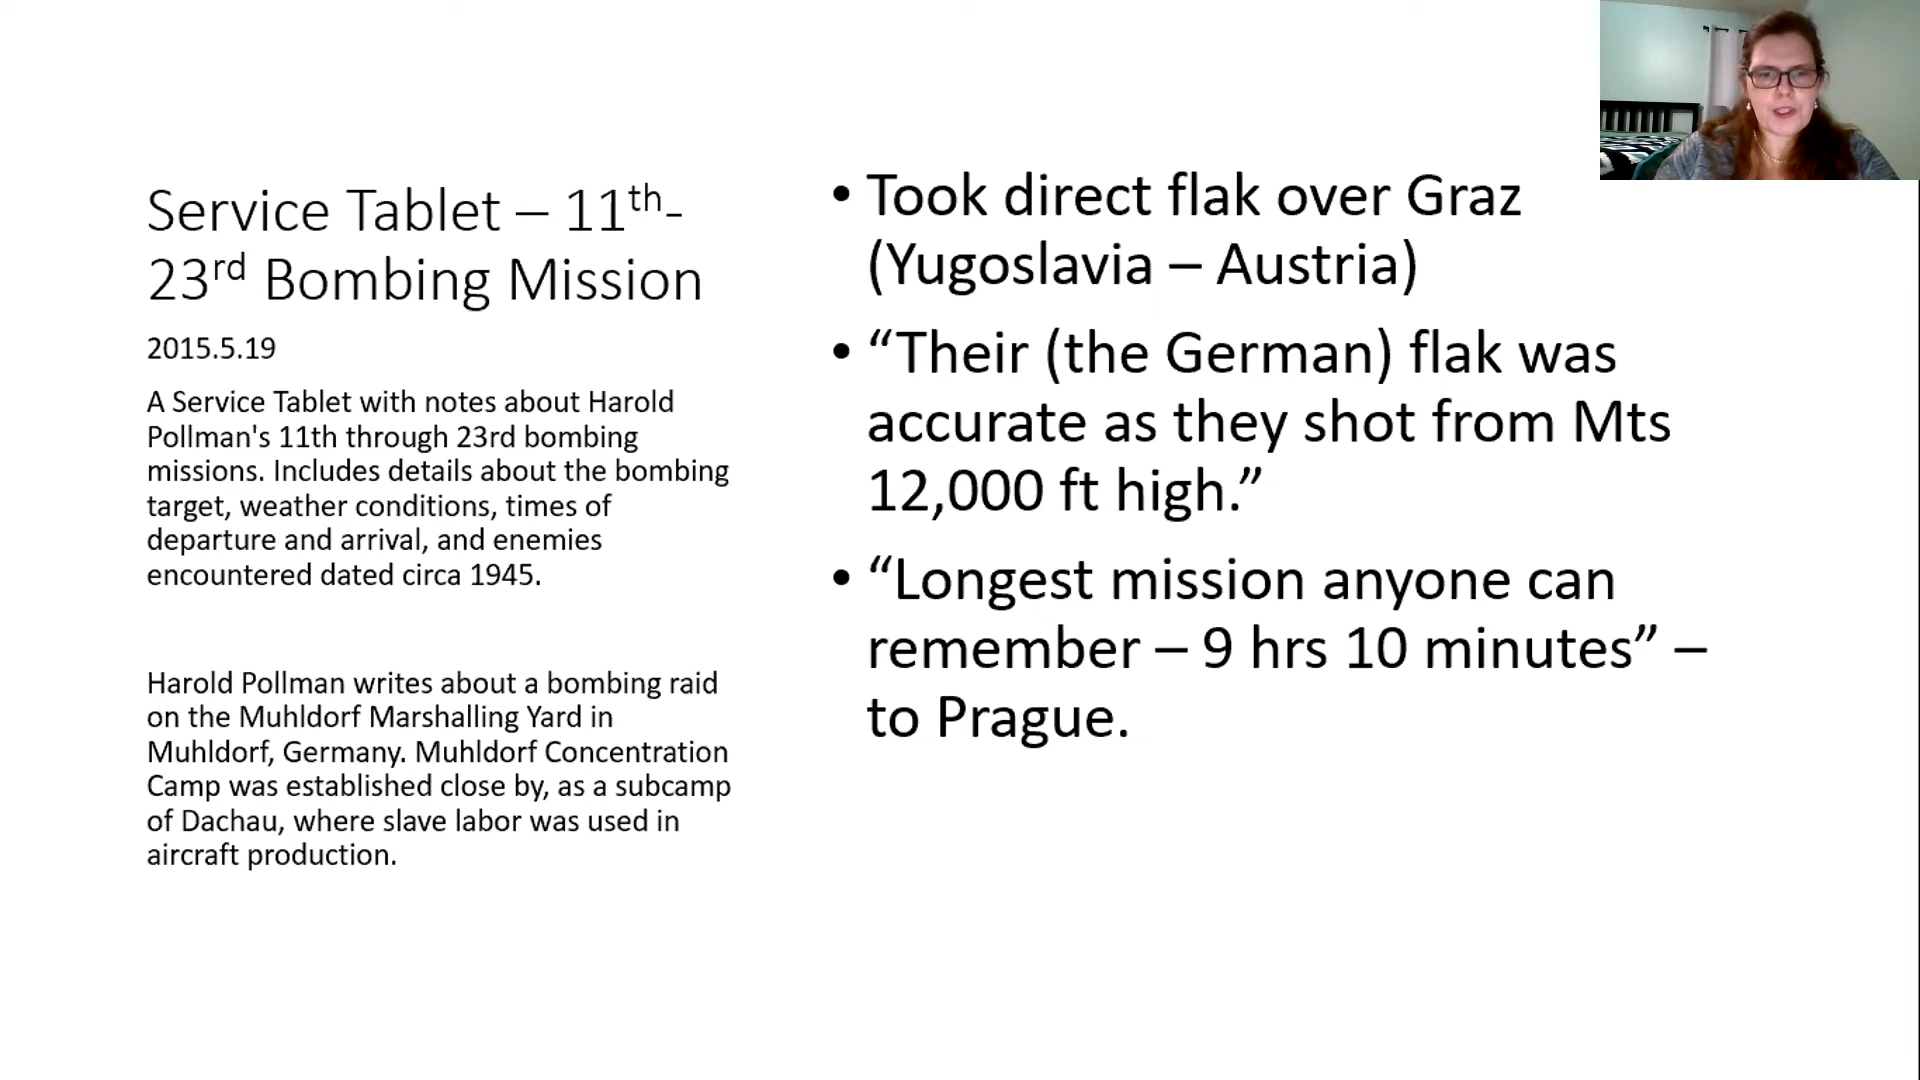 Service Tablet – 11th-
23rd Bombing Mission
2015.5.19
A Service Tablet with notes about Harold
Pollman's 11th through 23rd bombing
missions. Includes details about the bombing
target, weather conditions, times of
departure and arrival, and enemies
encountered dated circa 1945.
Harold Pollman writes about a bombing raid
on the Muhldorf Marshalling Yard in
Muhldorf, Germany. Muhldorf Concentration
Camp was established close by, as a subcamp
of Dachau, where slave labor was used in
aircraft production.
• Took direct flak over Graz
(Yugoslavia – Austria)
• “Their (the German) flak was
accurate as they shot from Mts
12,000 ft high.”
• “Longest mission anyone can
remember – 9 hrs 10 minutes” –
to Prague.